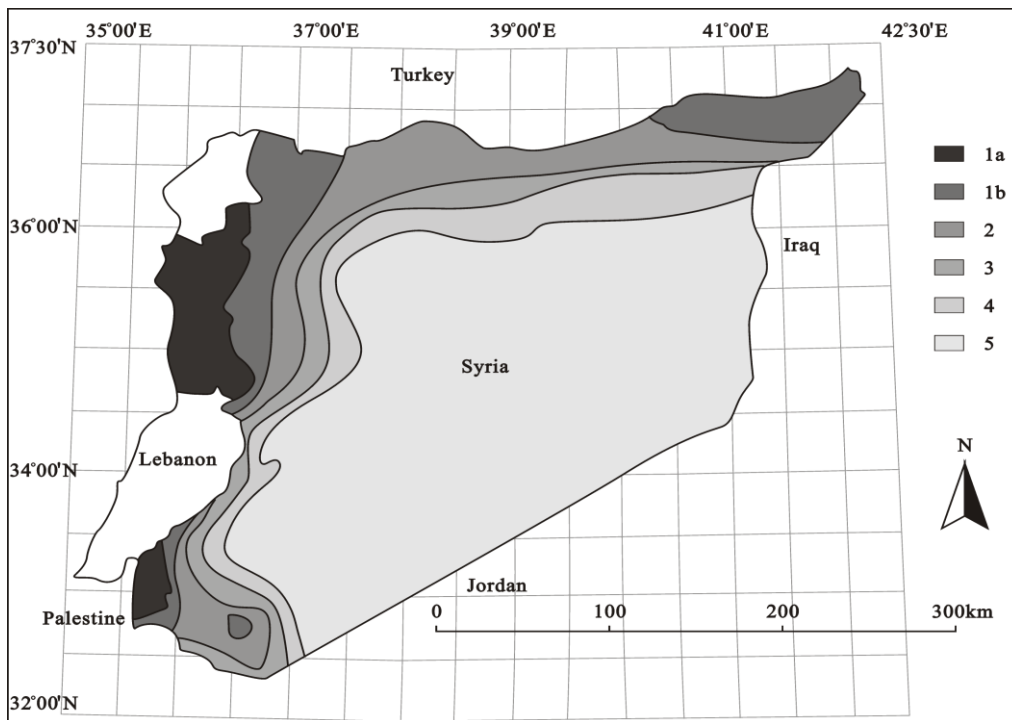 35°00'E 37°00'E 39°00'E 41°00'E 42°30'E
37°30'N
Turkey
1a
1b
36°00'N
2
Iraq
3
4
5
Syria
Lebanon
34°00'N
N
Jordan
Palestine
0 100 200 300km
32°00'N